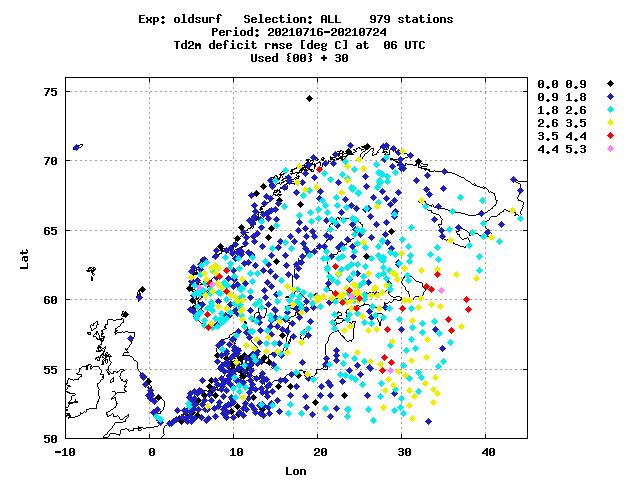 Exp: oldsurf   Selection: ALL    979 stations
Period: 20210716-20210724
Td2m deficit rmse [deg C] at  06 UTC
Used {00} + 30
0.0 0.9
0.9 1.8
1.8 2.6
2.6 3.5
3.5 4.4
4.4 5.3
75
70
65
60
55
50
Lat
-10 0 10 20 30 40
Lon